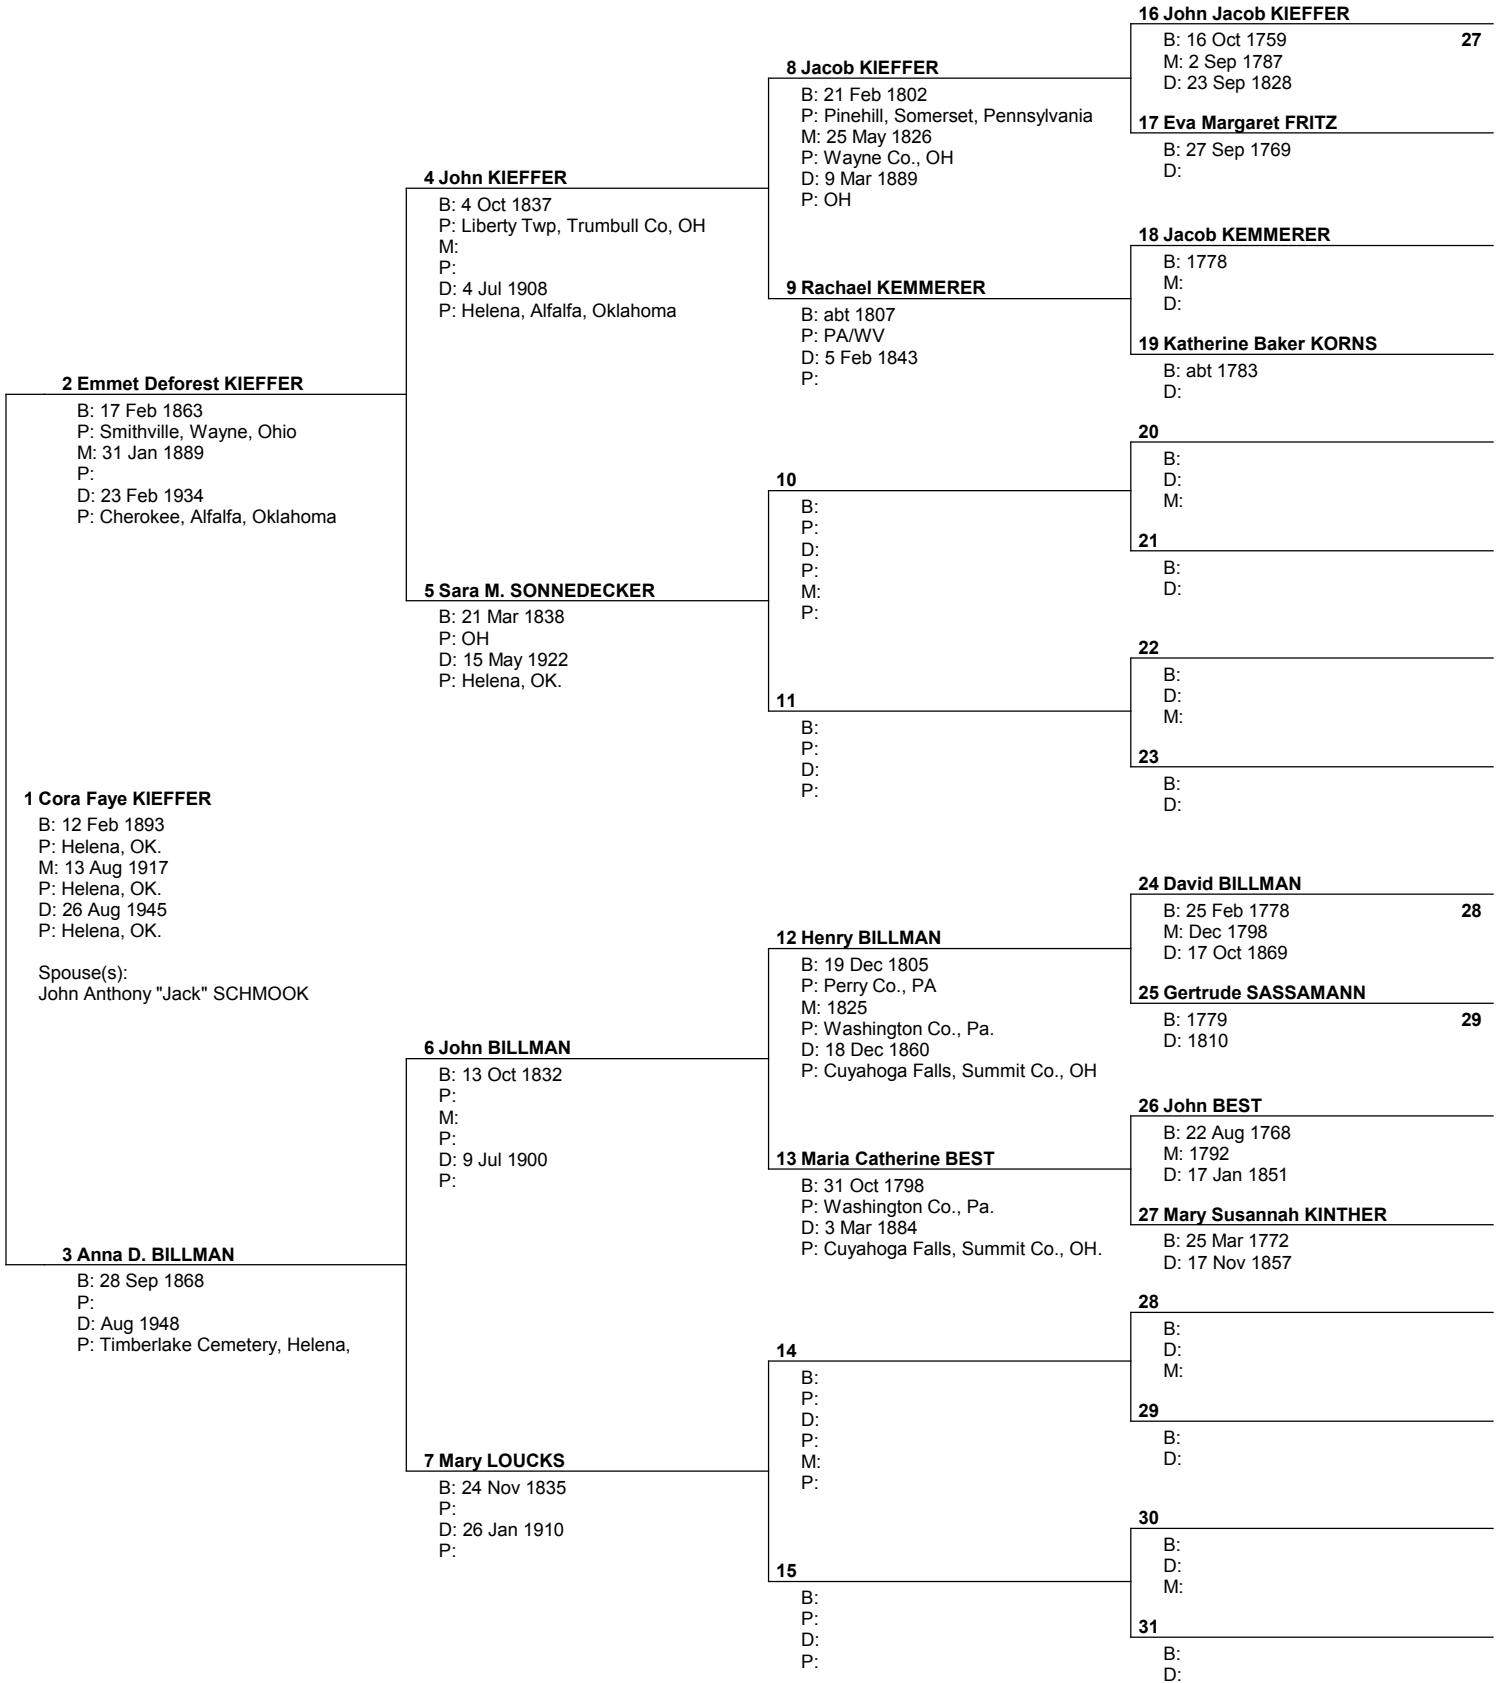 16 John Jacob KIEFFER
B: 16 Oct 1759 27
M: 2 Sep 1787
D: 23 Sep 1828
8 Jacob KIEFFER
B: 21 Feb 1802
P: Pinehill, Somerset, Pennsylvania
M: 25 May 1826
P: Wayne Co., OH
D: 9 Mar 1889
P: OH
17 Eva Margaret FRITZ
B: 27 Sep 1769
D:
4 John KIEFFER
B: 4 Oct 1837
P: Liberty Twp, Trumbull Co, OH
M:
P:
D: 4 Jul 1908
P: Helena, Alfalfa, Oklahoma
18 Jacob KEMMERER
B: 1778
M:
D:
9 Rachael KEMMERER
B: abt 1807
P: PA/WV
D: 5 Feb 1843
P:
19 Katherine Baker KORNS
B: abt 1783
D:
2 Emmet Deforest KIEFFER
B: 17 Feb 1863
P: Smithville, Wayne, Ohio
M: 31 Jan 1889
P:
D: 23 Feb 1934
P: Cherokee, Alfalfa, Oklahoma
20
B:
D:
M:
10
B:
P:
D:
P:
M:
P:
21
B:
D:
5 Sara M. SONNEDECKER
B: 21 Mar 1838
P: OH
D: 15 May 1922
P: Helena, OK.
22
B:
D:
M:
11
B:
P:
D:
P:
23
B:
D:
1 Cora Faye KIEFFER
B: 12 Feb 1893
P: Helena, OK.
M: 13 Aug 1917
P: Helena, OK.
D: 26 Aug 1945
P: Helena, OK.
Spouse(s):
John Anthony "Jack" SCHMOOK
24 David BILLMAN
B: 25 Feb 1778 28
M: Dec 1798
D: 17 Oct 1869
12 Henry BILLMAN
B: 19 Dec 1805
P: Perry Co., PA
M: 1825
P: Washington Co., Pa.
D: 18 Dec 1860
P: Cuyahoga Falls, Summit Co., OH
25 Gertrude SASSAMANN
B: 1779 29
D: 1810
6 John BILLMAN
B: 13 Oct 1832
P:
M:
P:
D: 9 Jul 1900
P:
26 John BEST
B: 22 Aug 1768
M: 1792
D: 17 Jan 1851
13 Maria Catherine BEST
B: 31 Oct 1798
P: Washington Co., Pa.
D: 3 Mar 1884
P: Cuyahoga Falls, Summit Co., OH.
27 Mary Susannah KINTHER
B: 25 Mar 1772
D: 17 Nov 1857
3 Anna D. BILLMAN
B: 28 Sep 1868
P:
D: Aug 1948
P: Timberlake Cemetery, Helena,
28
B:
D:
M:
14
B:
P:
D:
P:
M:
P:
29
B:
D:
7 Mary LOUCKS
B: 24 Nov 1835
P:
D: 26 Jan 1910
P:
30
B:
D:
M:
15
B:
P:
D:
P:
31
B:
D: